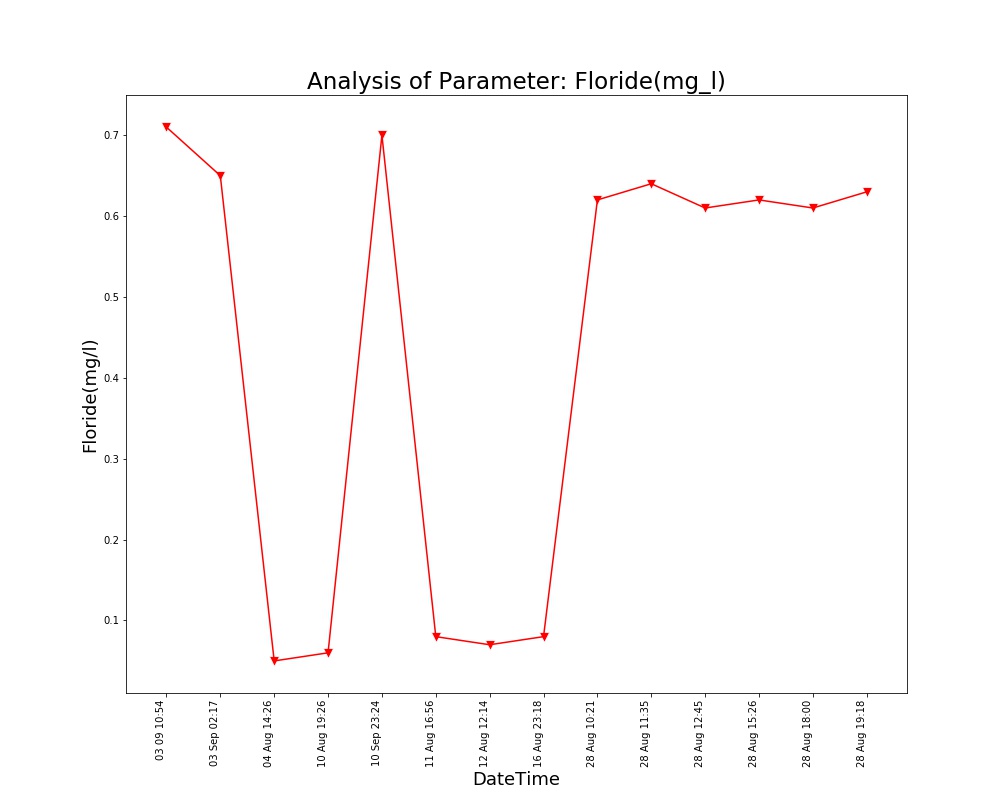 Analysis of Parameter: Floride(mg_l)
Floride(mg/l)
0.7
0.6
0.5
0.4
0.3
0.2
0.1
03 09 10:54
03 Sep 02:17
04 Aug 14:26
10 Aug 19:26
10 Sep 23:24
11 Aug 16:56
12 Aug 12:14
16 Aug 23:18
28 Aug 10:21
28 Aug 11:35
28 Aug 12:45
28 Aug 15:26
28 Aug 18:00
28 Aug 19:18
DateTime